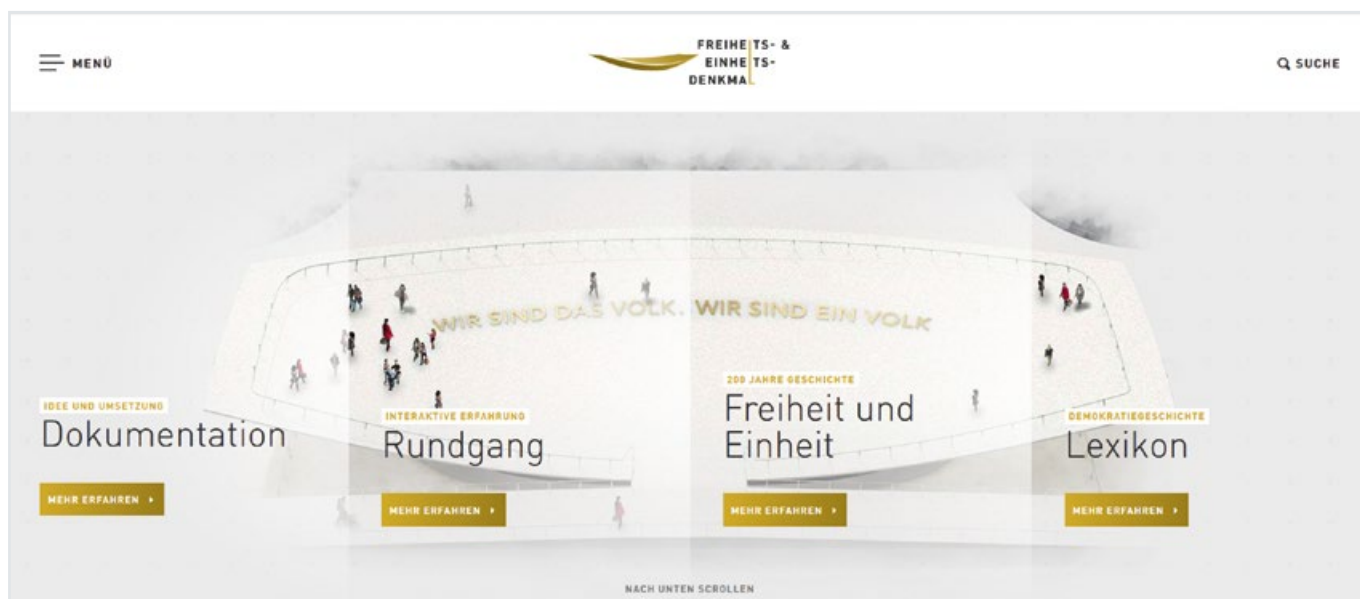 MENÜ
FREIHEITS- &
EINHEITS-
DENKMAL
SUCHE
WIR SIND DAS VOLK. WIR SIND EIN VOLK
IDEE UND UMSETZUNG
Dokumentation
MEHR ERFAHREN
INTERAKTIVE ERFAHRUNG
Rundgang
MEHR ERFAHREN
200 JAHRE GESCHICHTE
Freiheit und
Einheit
MEHR ERFAHREN
DEMOKRATIEGESCHICHTE
Lexikon
MEHR ERFAHREN
NACH UNTEN SCROLLEN